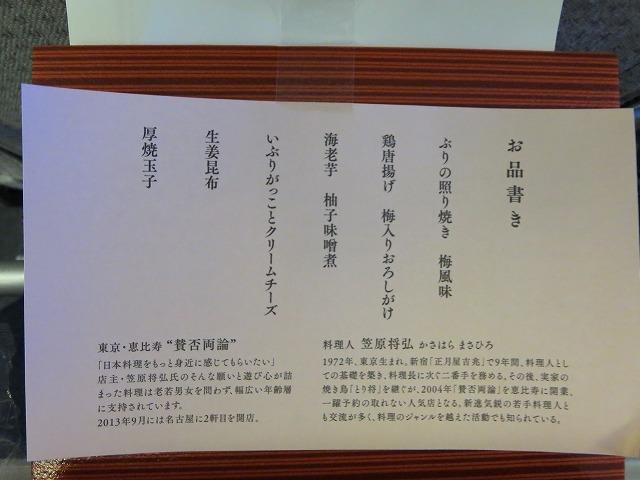 お品書き
ぶりの照り焼き　梅風味
鶏唐揚げ　梅入りおろしがけ
海老芋　柚子味噌煮
いぶりがっことクリームチーズ
生姜昆布
厚焼玉子
東京・恵比寿 “賛否両論”
「日本料理をもっと身近に感じてもらいたい」
店主・笠原将弘氏のそんな願いと遊び心が詰
まった料理は老若男女を問わず、幅広い年齢層
に支持されています。
2013年9月には名古屋に2軒目を開店。
料理人 笠原将弘 かさはら まさひろ
1972年、東京生まれ。新宿「正月屋吉兆」で9年間、料理人とし
ての基礎を築き、料理長に次ぐ二番手を務める。その後、実家の
焼き鳥「とり将」を継ぐが、2004年「賛否両論」を恵比寿に開業、
一躍予約の取れない人気店となる。新進気鋭の若手料理人と
も交流が多く、料理のジャンルを越えた活動でも知られている。